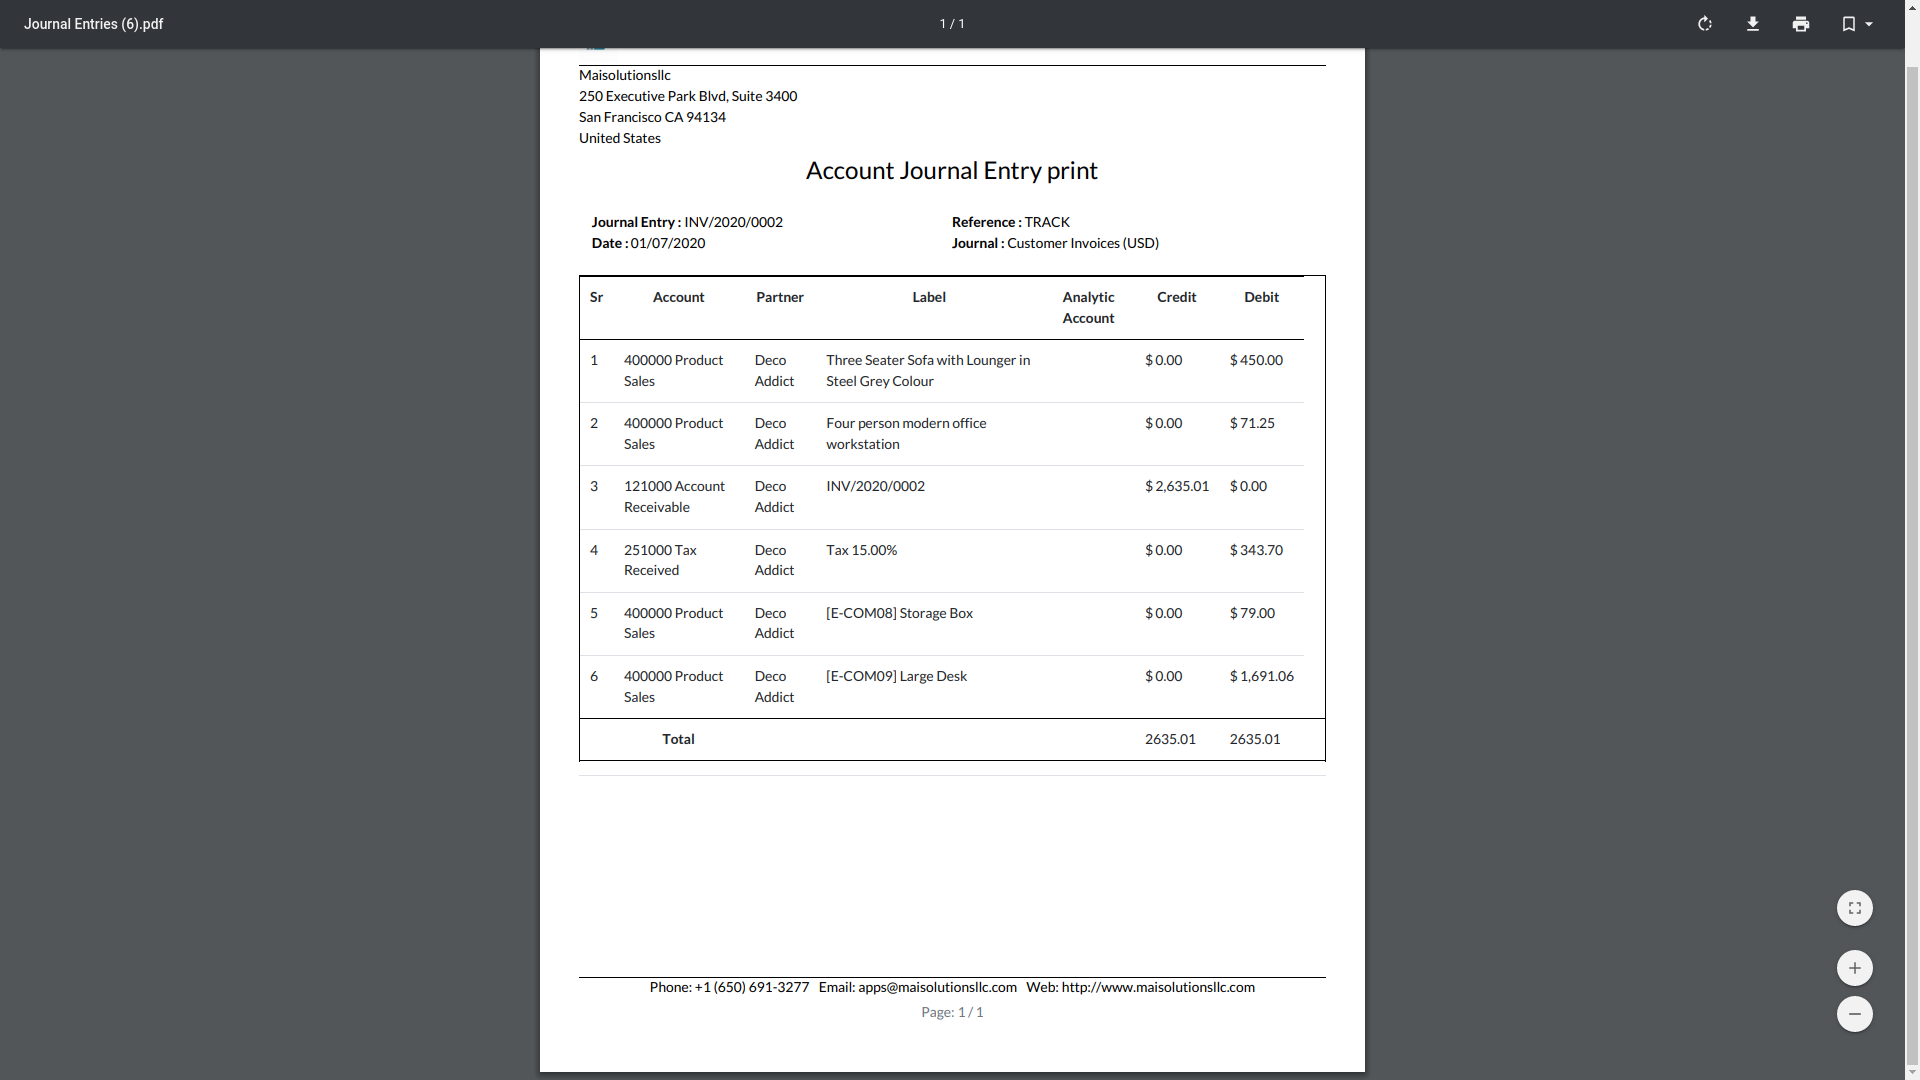 Journal Entries (6).pdf
1 / 1
Maisolutionsllc
250 Executive Park Blvd, Suite 3400
San Francisco CA 94134
United States
Account Journal Entry print
Journal Entry : INV/2020/0002 Reference : TRACK
Date : 01/07/2020 Journal : Customer Invoices (USD)
Sr Account Partner Label Analytic Credit Debit
Account
1 400000 Product Deco Three Seater Sofa with Lounger in $ 0.00 $ 450.00
Sales Addict Steel Grey Colour
2 400000 Product Deco Four person modern office $ 0.00 $ 71.25
Sales Addict workstation
3 121000 Account Deco INV/2020/0002 $ 2,635.01 $ 0.00
Receivable Addict
4 251000 Tax Deco Tax 15.00% $ 0.00 $ 343.70
Received Addict
5 400000 Product Deco [E-COM08] Storage Box $ 0.00 $ 79.00
Sales Addict
6 400000 Product Deco [E-COM09] Large Desk $ 0.00 $ 1,691.06
Sales Addict
Total 2635.01 2635.01
Phone: +1 (650) 691-3277 Email: apps@maisolutionsllc.com Web: http://www.maisolutionsllc.com
Page: 1 / 1